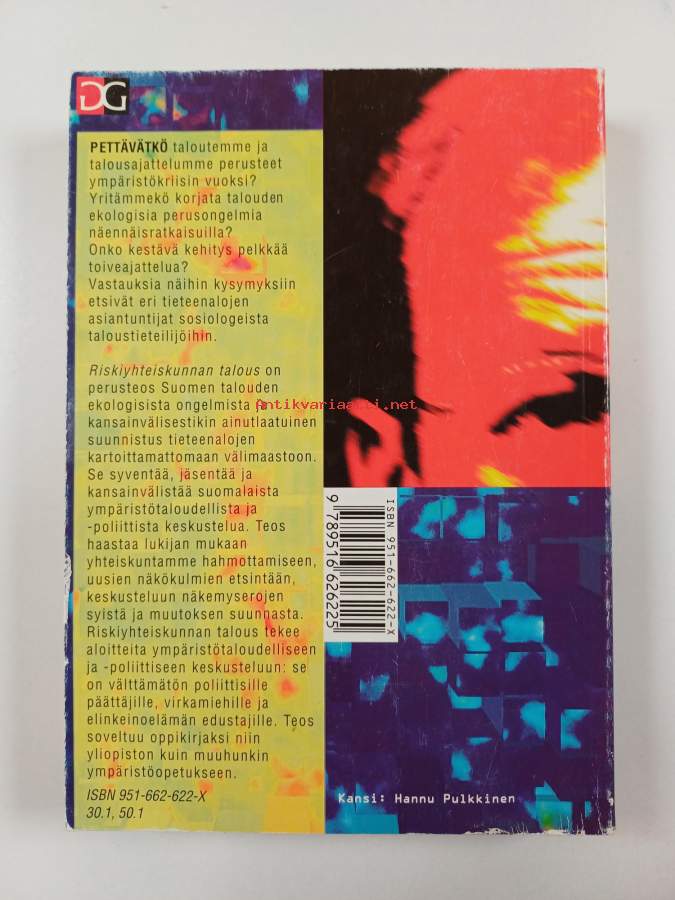 GG
PETTÄVÄTKÖ taloutemme ja
talousajattelumme perusteet
ympäristökriisin vuoksi?
Yritämmekö korjata talouden
ekologisia perusongelmia
näennäisratkaisuilla?
Onko kestävä kehitys pelkkää
toiveajattelua?
Vastauksia näihin kysymyksiin
etsivät eri tieteenalojen
asiantuntijat sosiologeista
taloustieteilijöihin.
Riskiyhteiskunnan talous on
perusteos Suomen talouden
ekologisista ongelmista ja
kansainvälisestikin ainutlaatuinen
suunnistus tieteenalojen
kartoittamattomaan välimaastoon.
Se syventää, jäsentää ja
kansainvälistää suomalaista
ympäristötaloudellista ja
-poliittista keskustelua. Teos
haastaa lukijan mukaan
yhteiskuntamme hahmottamiseen,
uusien näkökulmien etsintään,
keskusteluun näkemyserojen
syistä ja muutoksen suunnasta.
Riskiyhteiskunnan talous tekee
aloitteita ympäristötaloudelliseen
ja -poliittiseen keskusteluun: se
on välttämätön poliittisille
päättäjille, virkamiehille ja
elinkeinoelämän edustajille. Teos
soveltuu oppikirjaksi niin
yliopiston kuin muuhunkin
ympäristöopetukseen.
ISBN 951-662-622-X
30.1, 50.1
Antikvariaatti.net
ISBN 951-662-622-X
9 789516 626225
Kansi: Hannu Pulkkinen